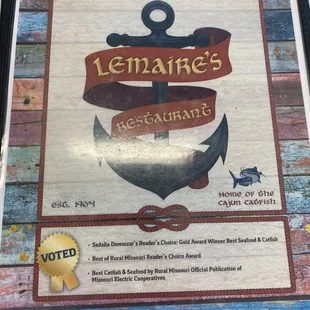 LEMAIRE'S
RESTAURANT
HOME OF THE
CAJUN CATFISH
EST. 1984
VOTED
• Sedalia Democrat's Reader's Choice: Gold Award Winner Best Seafood & Catfish
• Best of Rural Missouri Reader's Choice Award
• Best Catfish & Seafood by Rural Missouri Official Publication of
Missouri Electric Cooperatives